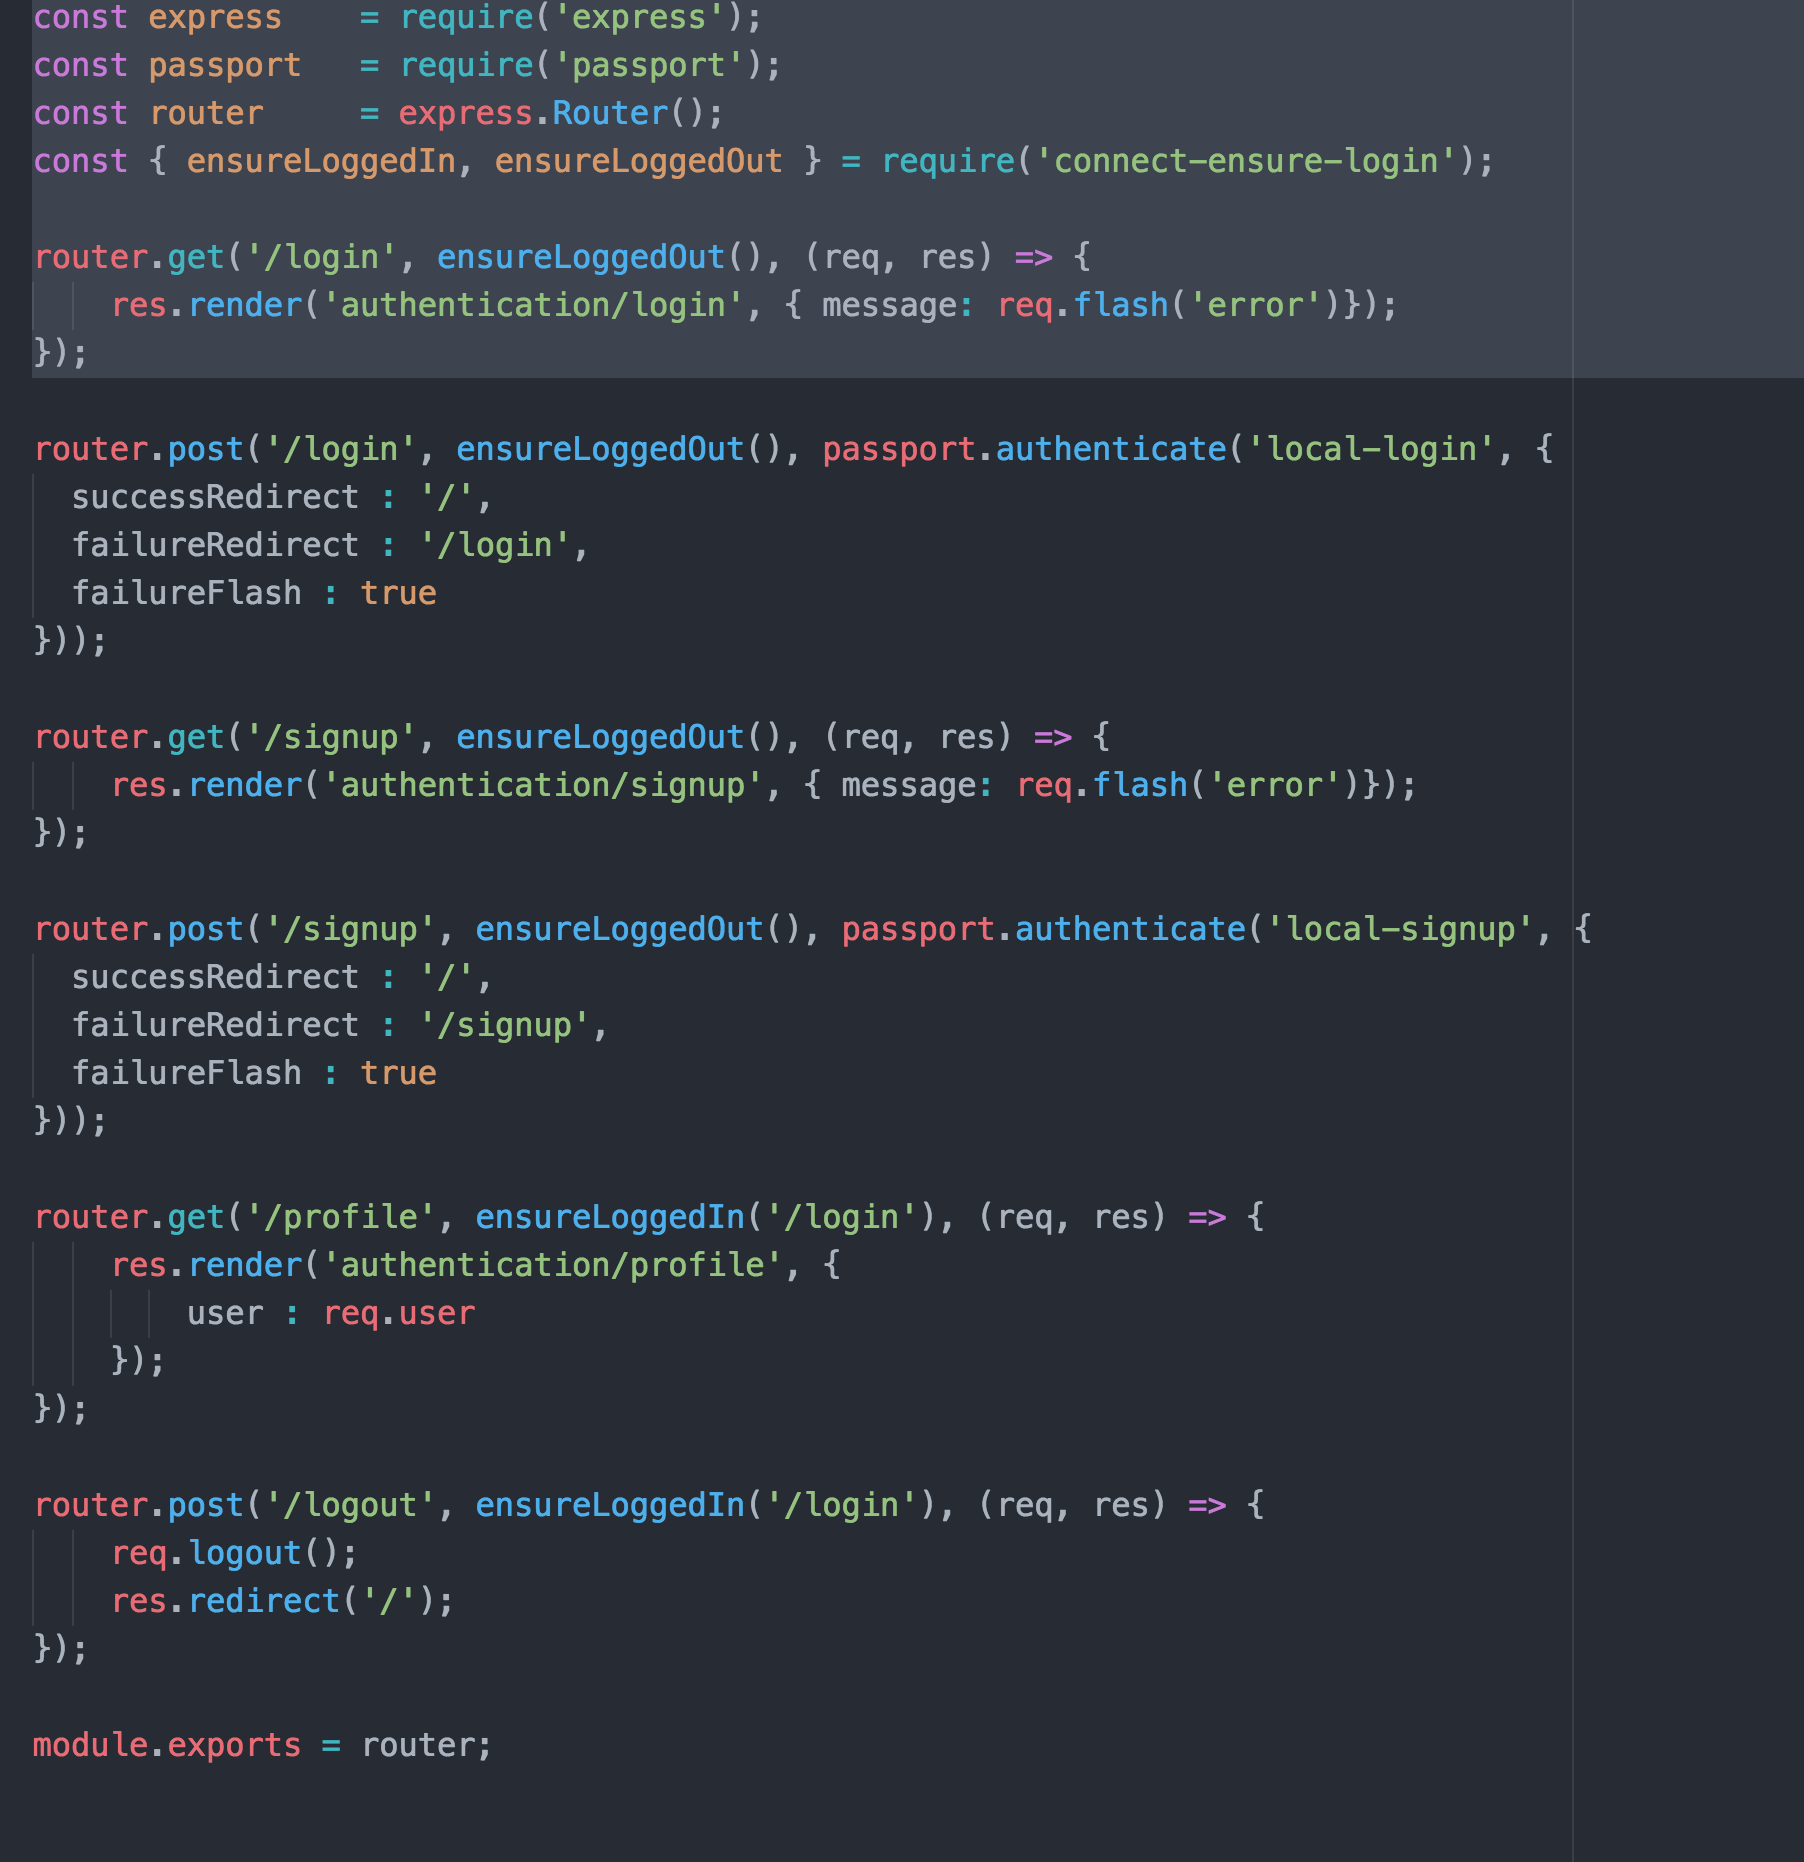 const express    = require('express');
const passport   = require('passport');
const router     = express.Router();
const { ensureLoggedIn, ensureLoggedOut } = require('connect-ensure-login');

router.get('/login', ensureLoggedOut(), (req, res) => {
    res.render('authentication/login', { message: req.flash('error')});
});

router.post('/login', ensureLoggedOut(), passport.authenticate('local-login', {
  successRedirect : '/',
  failureRedirect : '/login',
  failureFlash : true
}));

router.get('/signup', ensureLoggedOut(), (req, res) => {
    res.render('authentication/signup', { message: req.flash('error')});
});

router.post('/signup', ensureLoggedOut(), passport.authenticate('local-signup', {
  successRedirect : '/',
  failureRedirect : '/signup',
  failureFlash : true
}));

router.get('/profile', ensureLoggedIn('/login'), (req, res) => {
    res.render('authentication/profile', {
        user : req.user
    });
});

router.post('/logout', ensureLoggedIn('/login'), (req, res) => {
    req.logout();
    res.redirect('/');
});

module.exports = router;